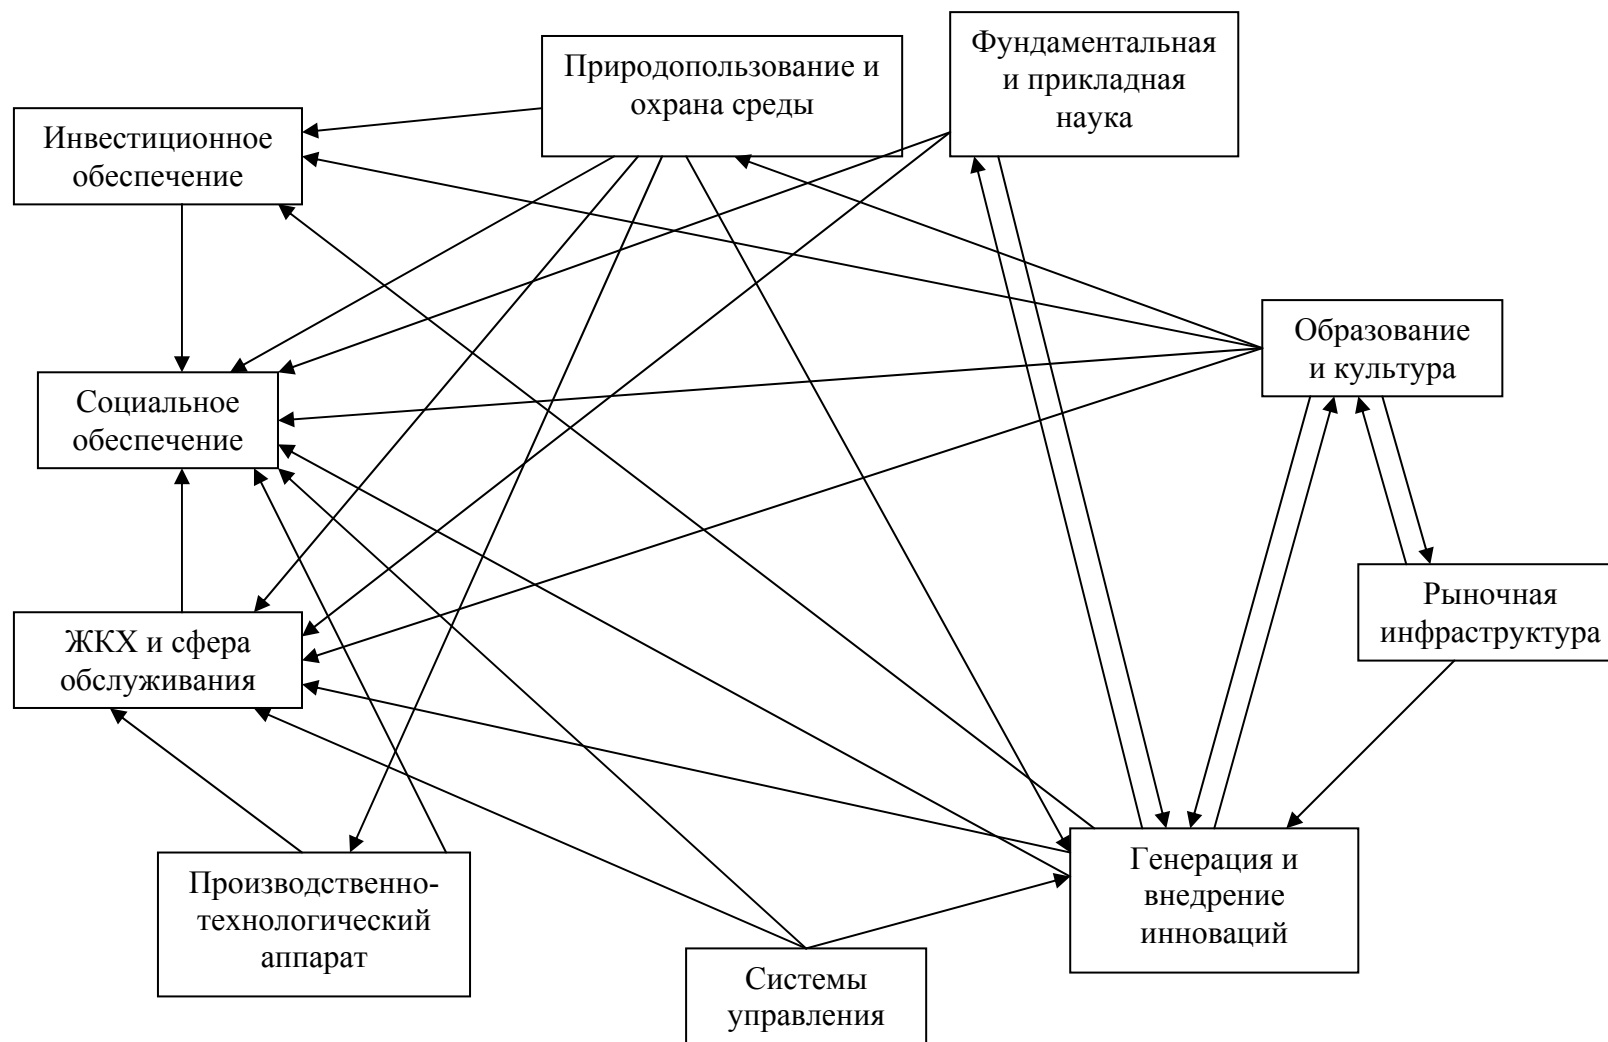 Природопользование и
охрана среды
Фундаментальная
и прикладная
наука
Инвестиционное
обеспечение
Образование
и культура
Социальное
обеспечение
Рыночная
инфраструктура
ЖКХ и сфера
обслуживания
Производственно-
технологический
аппарат
Генерация и
внедрение
инноваций
Системы
управления